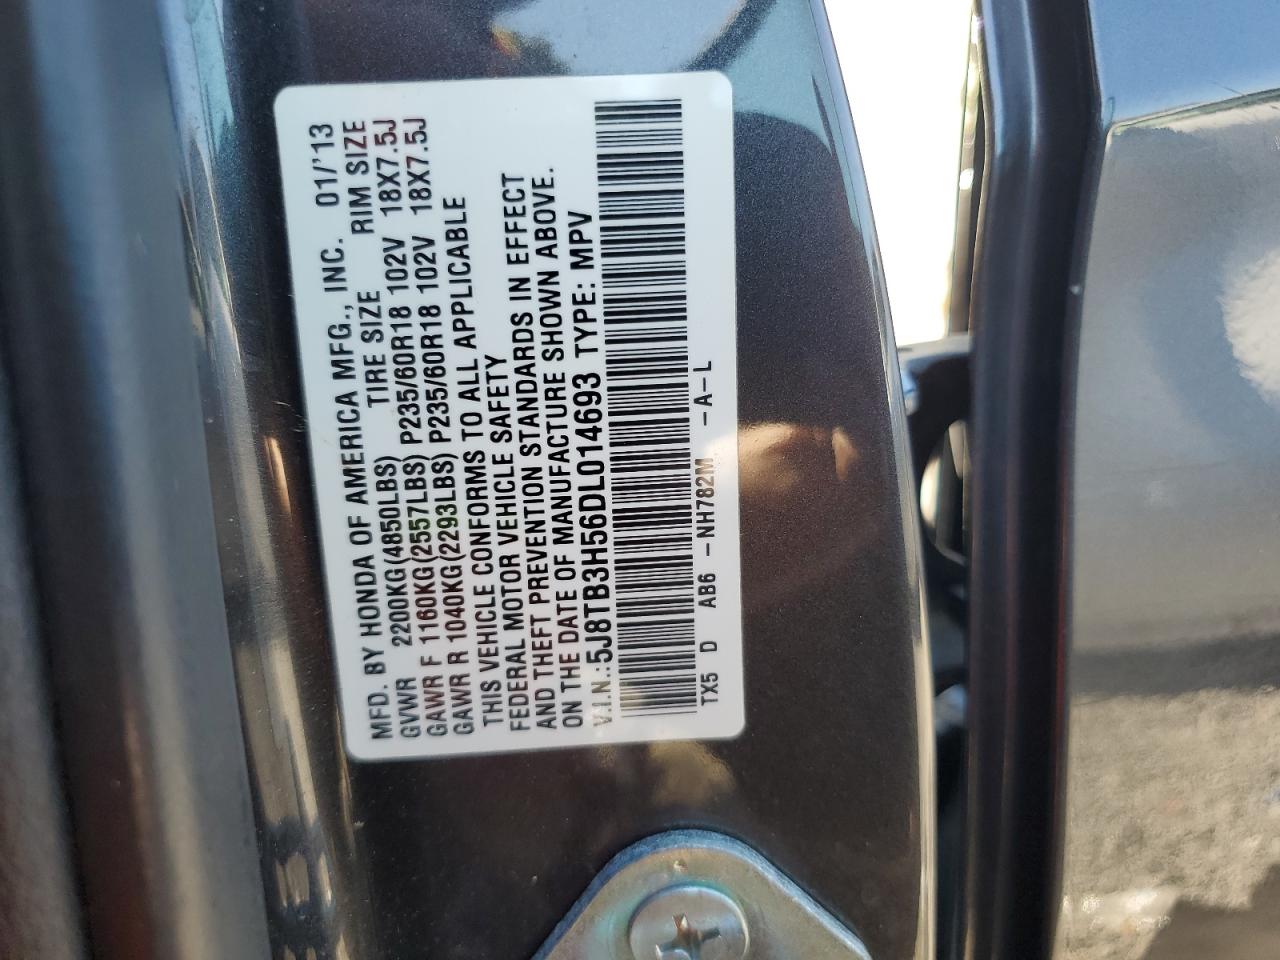 MFD. BY HONDA OF AMERICA MFG., INC. 01/'13
GVWR 2200KG(4850LBS) TIRE SIZE RIM SIZE
GAWR F 1160KG(2557LBS) P235/60R18 102V 18X7.5J
GAWR R 1040KG(2293LBS) P235/60R18 102V 18X7.5J
THIS VEHICLE CONFORMS TO ALL APPLICABLE
FEDERAL MOTOR VEHICLE SAFETY
AND THEFT PREVENTION STANDARDS IN EFFECT
ON THE DATE OF MANUFACTURE SHOWN ABOVE.
V.I.N.:5J8TB3H56DL014693 TYPE: MPV
TX5 D AB6 -NH782M -A-L